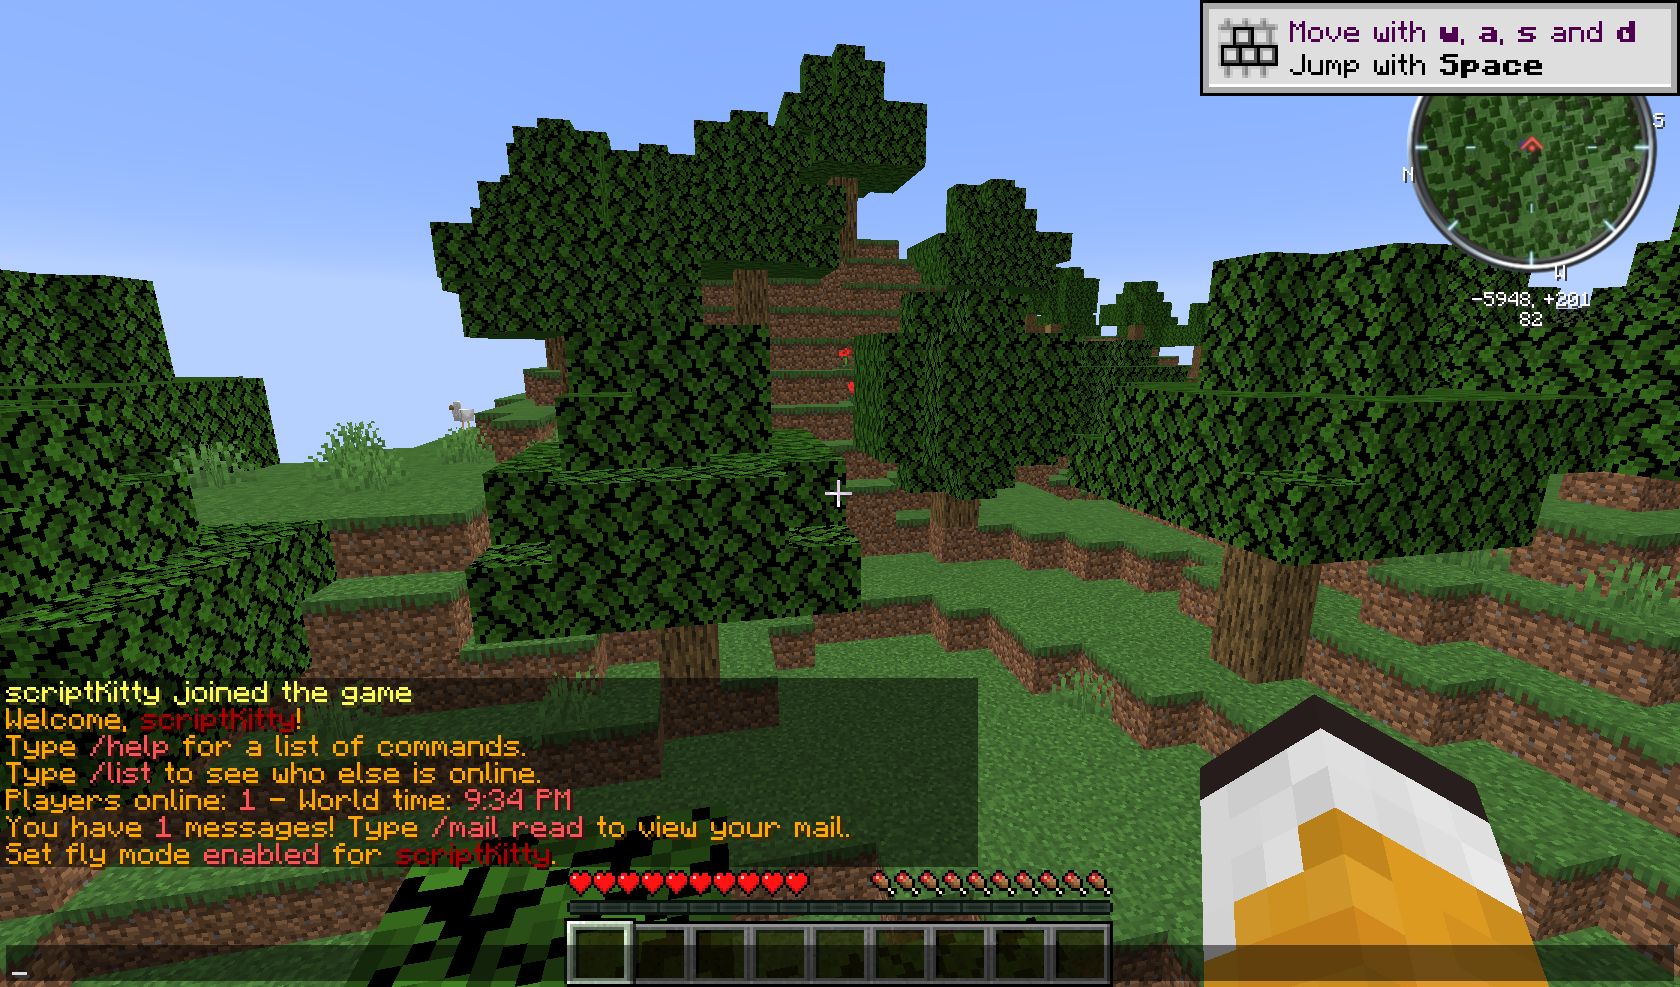 Move with w, a, s and d
Jump with Space
S
N
W
-5948, +201
82
scriptKitty joined the game
Welcome, scriptKitty!
Type /help for a list of commands.
Type /list to see who else is online.
Players online: 1 - World time: 9:34 PM
You have 1 messages! Type /mail read to view your mail.
Set fly mode enabled for scriptKitty.
_